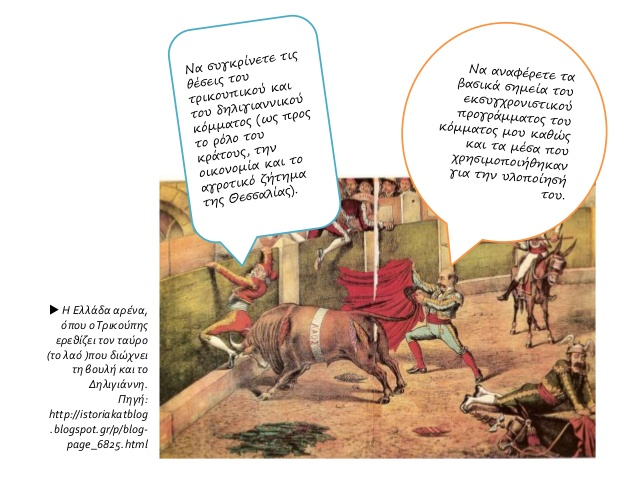 Να συγκρίνετε τις
θέσεις του
τρικουπικού και
του δηλιγιαννικού
κόμματος (ως προς
το ρόλο του
κράτους, την
οικονομία και το
αγροτικό ζήτημα
της Θεσσαλίας).
Να αναφέρετε τα
βασικά σημεία του
εκσυγχρονιστικού
προγράμματος του
κόμματος μου καθώς
και τα μέσα που
χρησιμοποιήθηκαν
για την υλοποίησή
του.
ΛΑΟΣ
► Η Ελλάδα αρένα,
όπου ο Τρικούπης
ερεθίζει τον ταύρο
(το λαό )που διώχνει
τη βουλή και το
Δηλιγιάννη.
Πηγή:
http://istoriakatblog
.blogspot.gr/p/blog-
page_6825.html